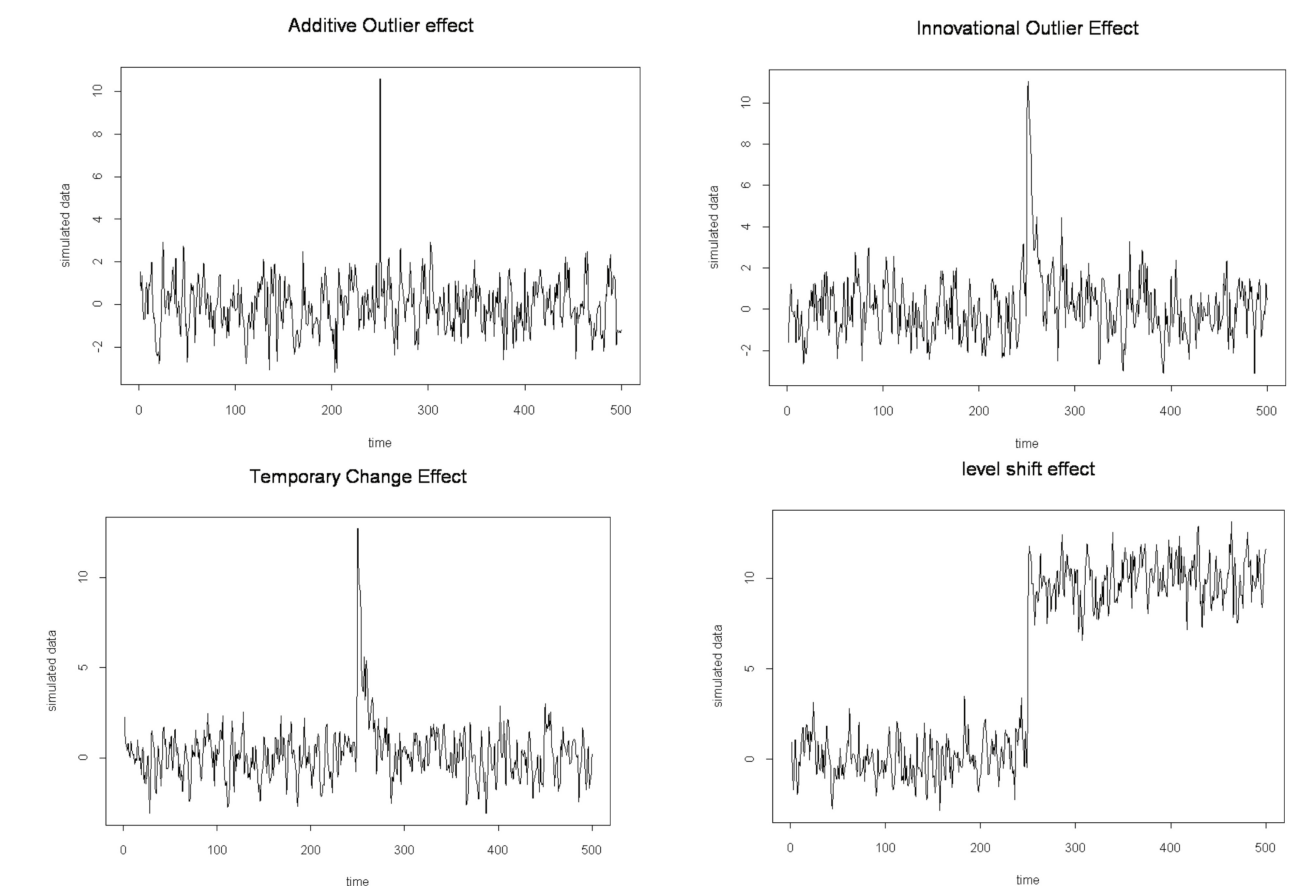 Additive Outlier effect
10
8
6
4
2
0
-2
simulated data
0 100 200 300 400 500
time
Innovational Outlier Effect
10
8
6
4
2
0
-2
simulated data
0 100 200 300 400 500
time
Temporary Change Effect
10
5
0
simulated data
0 100 200 300 400 500
time
level shift effect
10
5
0
simulated data
0 100 200 300 400 500
time